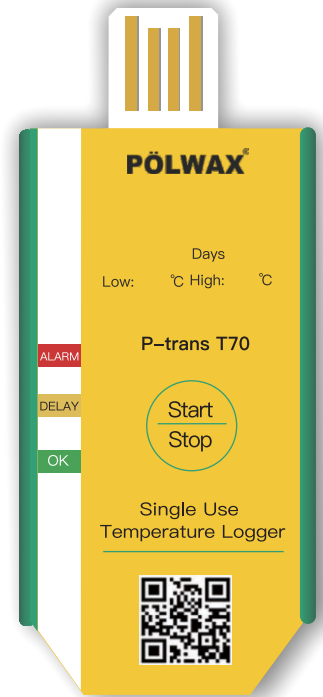 PÖLWAX
Days
Low: °C High: °C
P-trans T70
ALARM
DELAY
OK
Start
Stop
Single Use
Temperature Logger